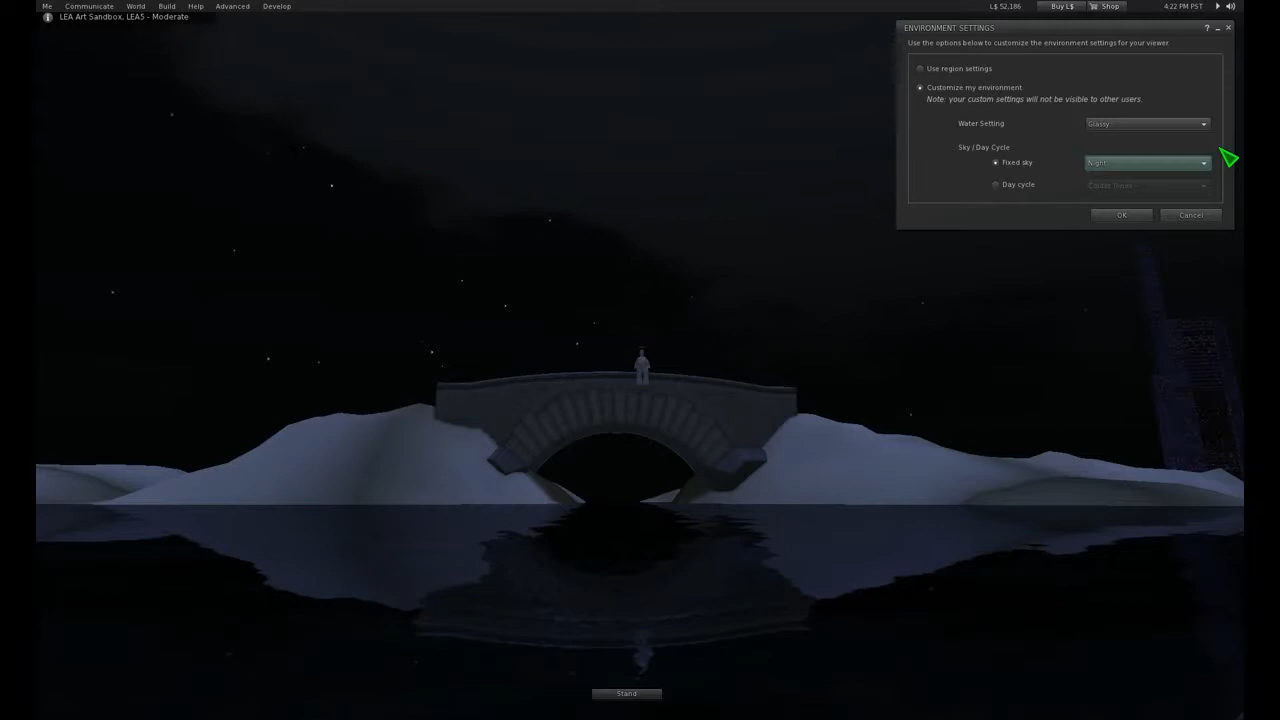 Me Communicate World Build Help Advanced Develop L$ 52,186 Buy L$ Shop 4:22 PM PST
LEA Art Sandbox, LEA5 - Moderate
ENVIRONMENT SETTINGS
Use the options below to customize the environment settings for your viewer.
Use region settings
Customize my environment
Note: your custom settings will not be visible to other users.
Water Setting Glassy
Sky / Day Cycle
Fixed sky Night
Day cycle
OK Cancel
Stand